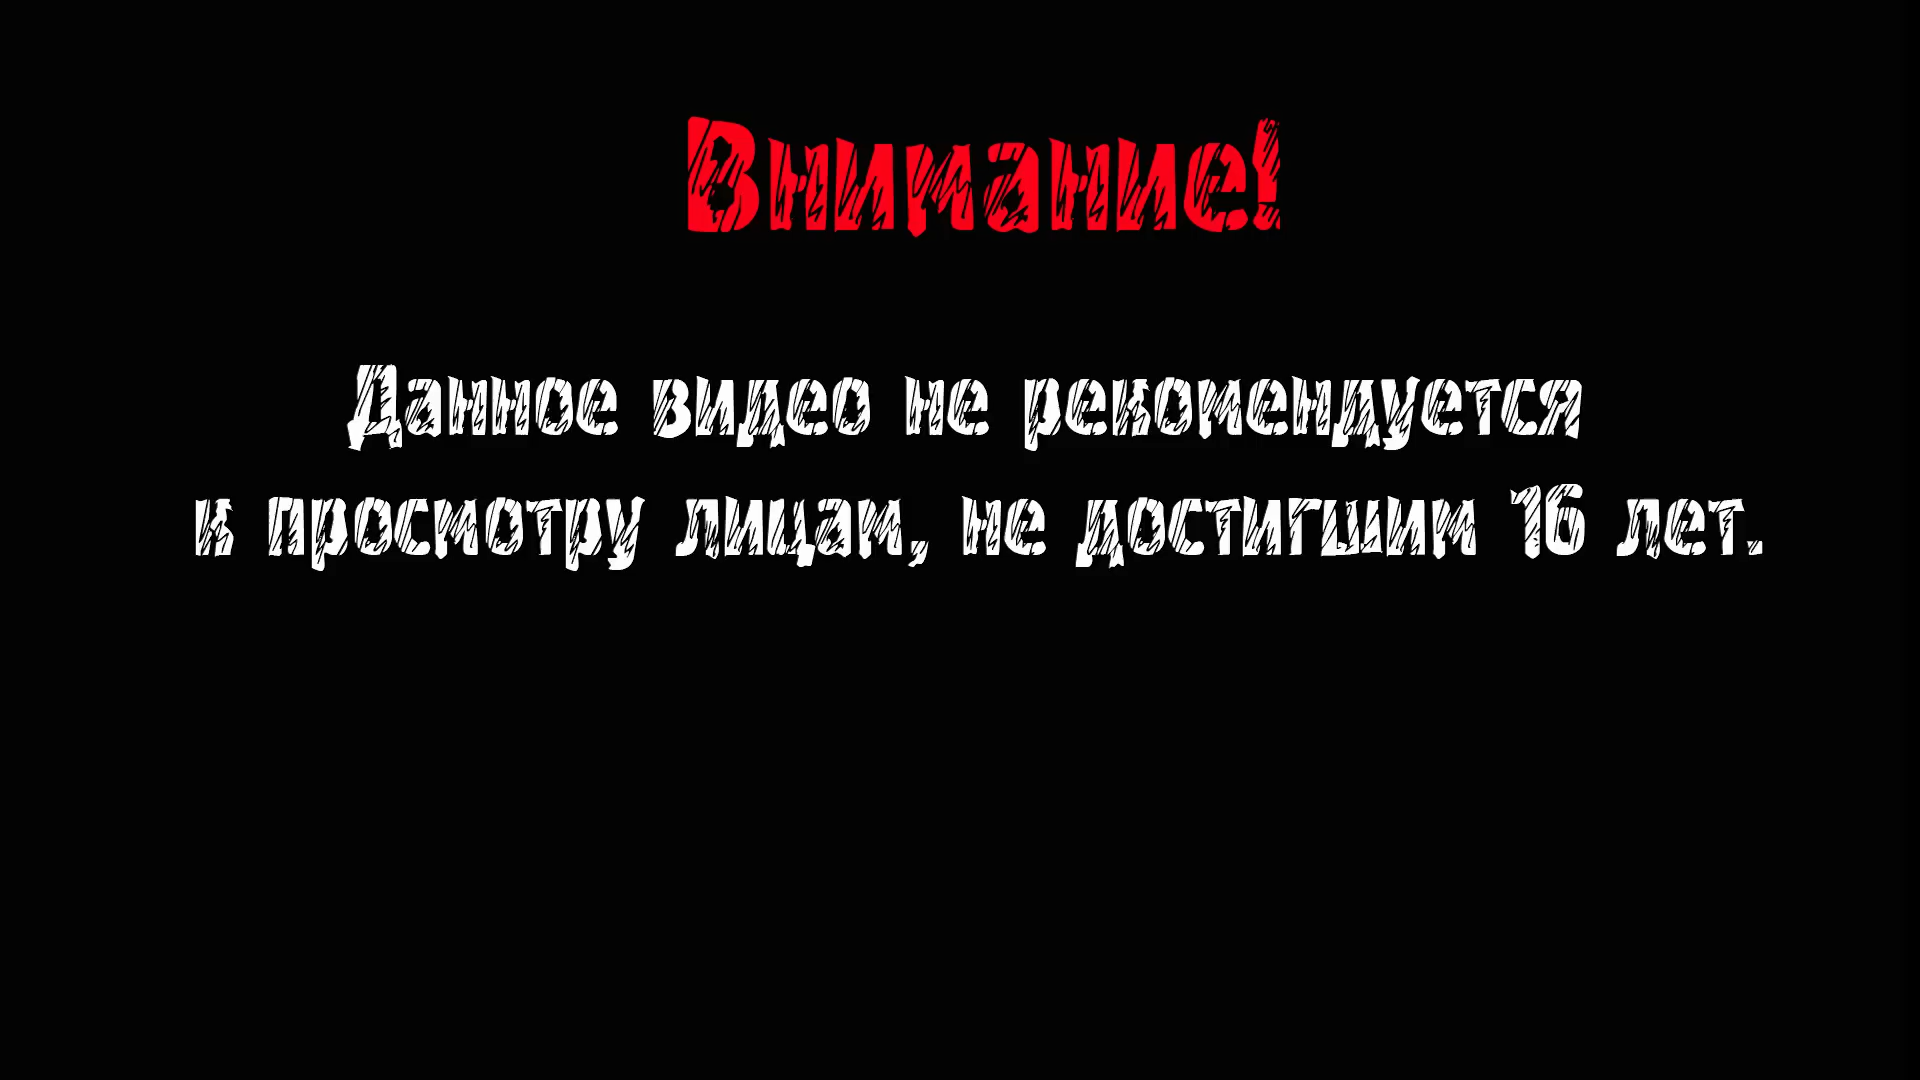 Внимание!
Данное видео не рекомендуется
к просмотру лицам, не достигшим 16 лет.